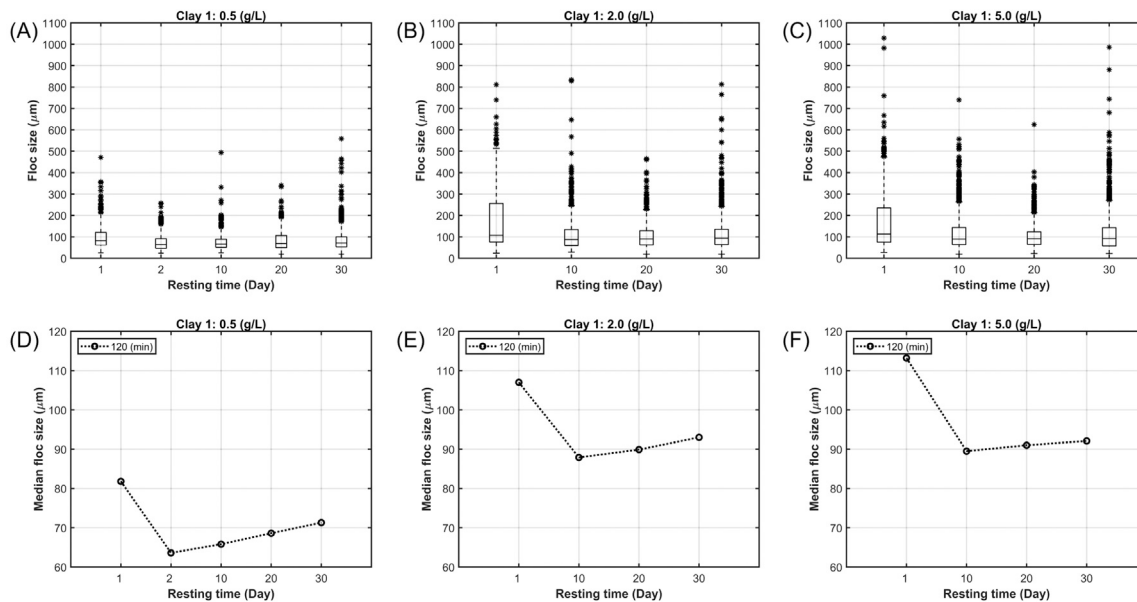 (A)
Clay 1: 0.5 (g/L)
1100
1000
900
800
700
600
500
400
300
200
100
0
Floc size (μm)
1 2 10 20 30
Resting time (Day)
(B)
Clay 1: 2.0 (g/L)
1100
1000
900
800
700
600
500
400
300
200
100
0
Floc size (μm)
1 10 20 30
Resting time (Day)
(C)
Clay 1: 5.0 (g/L)
1100
1000
900
800
700
600
500
400
300
200
100
0
Floc size (μm)
1 10 20 30
Resting time (Day)
(D)
Clay 1: 0.5 (g/L)
120 (min)
120
110
100
90
80
70
60
Median floc size (μm)
1 2 10 20 30
Resting time (Day)
(E)
Clay 1: 2.0 (g/L)
120 (min)
120
110
100
90
80
70
60
Median floc size (μm)
1 10 20 30
Resting time (Day)
(F)
Clay 1: 5.0 (g/L)
120 (min)
120
110
100
90
80
70
60
Median floc size (μm)
1 10 20 30
Resting time (Day)